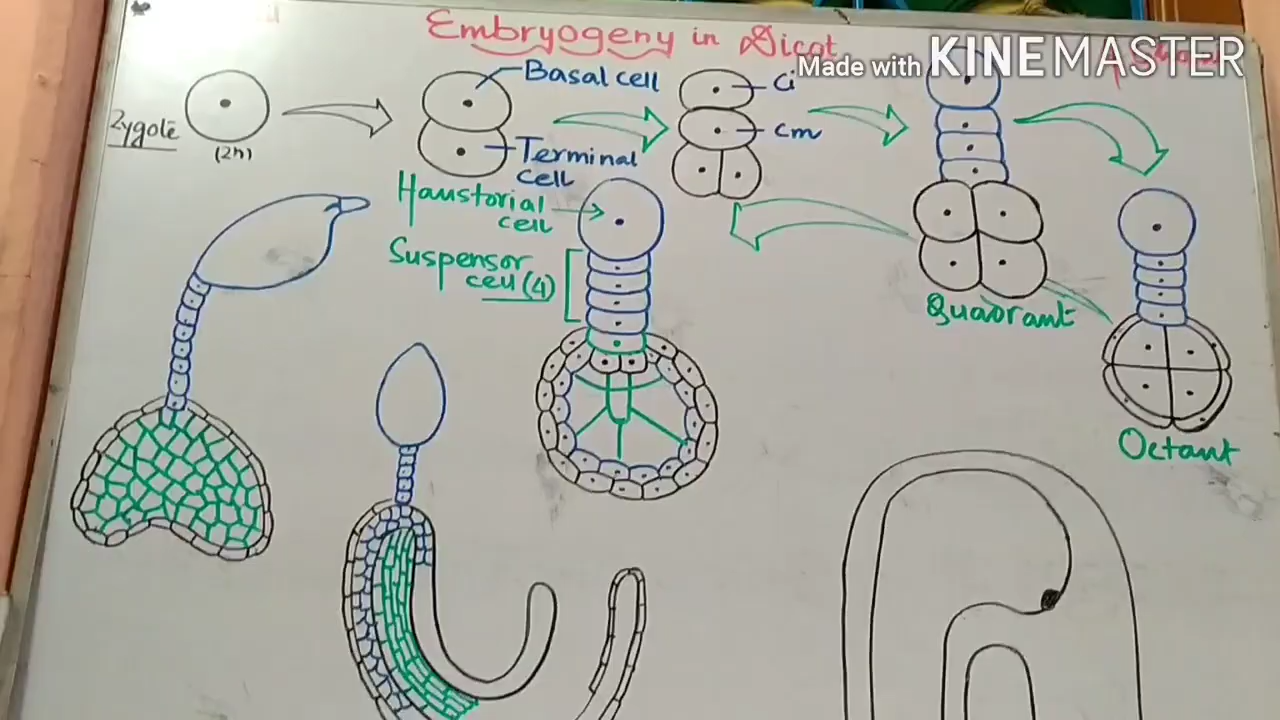 Embryogeny in Dicot
Made with KINEMASTER
Zygote
(2n)
Basal cell
Terminal
cell
Ci
Cm
Haustorial
cell
Suspensor
cell (4)
Quadrant
Octant